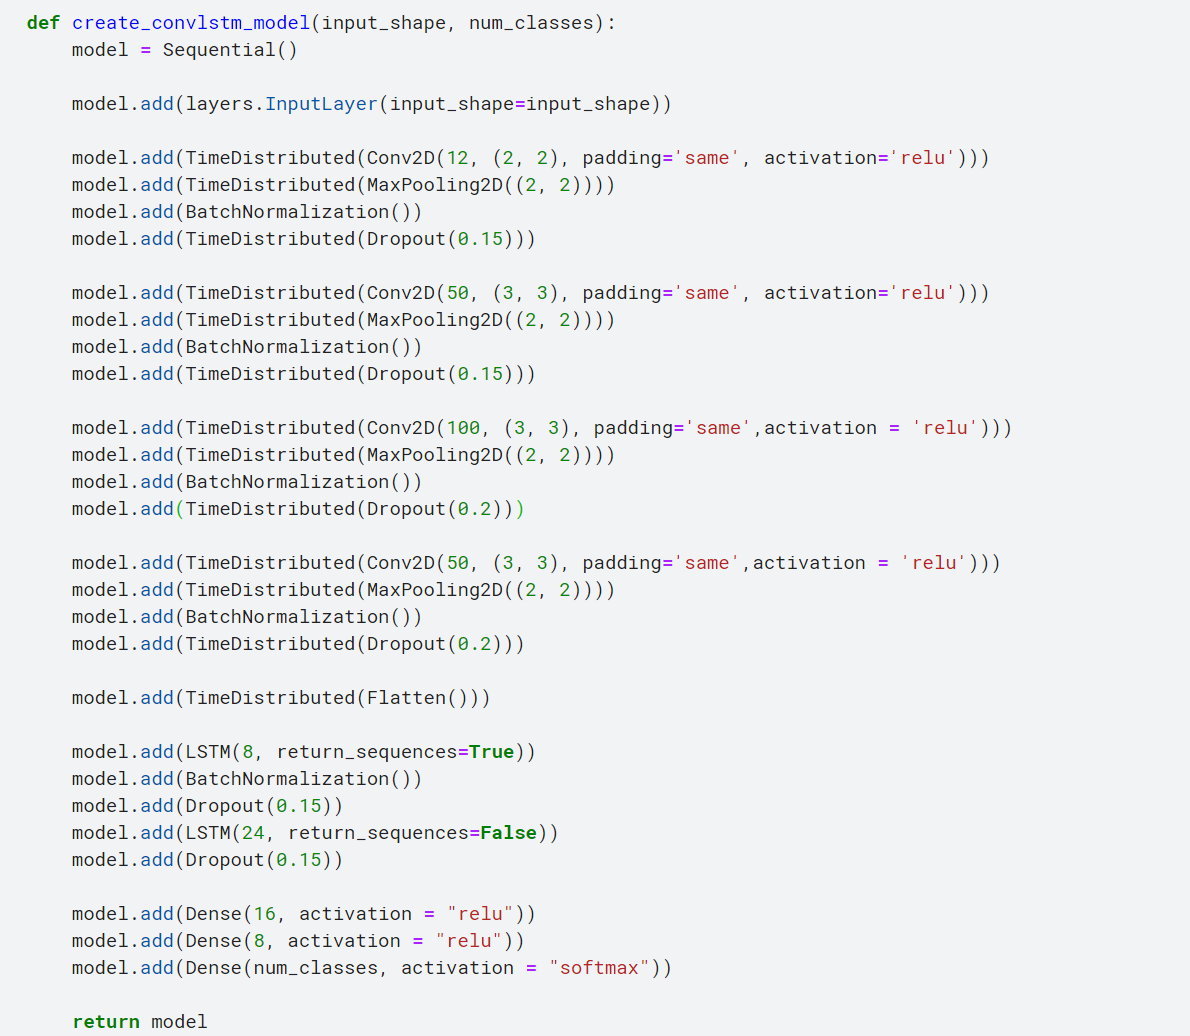 def create_convlstm_model(input_shape, num_classes):
    model = Sequential()

    model.add(layers.InputLayer(input_shape=input_shape))

    model.add(TimeDistributed(Conv2D(12, (2, 2), padding='same', activation='relu')))
    model.add(TimeDistributed(MaxPooling2D((2, 2))))
    model.add(BatchNormalization())
    model.add(TimeDistributed(Dropout(0.15)))

    model.add(TimeDistributed(Conv2D(50, (3, 3), padding='same', activation='relu')))
    model.add(TimeDistributed(MaxPooling2D((2, 2))))
    model.add(BatchNormalization())
    model.add(TimeDistributed(Dropout(0.15)))

    model.add(TimeDistributed(Conv2D(100, (3, 3), padding='same',activation = 'relu')))
    model.add(TimeDistributed(MaxPooling2D((2, 2))))
    model.add(BatchNormalization())
    model.add(TimeDistributed(Dropout(0.2)))

    model.add(TimeDistributed(Conv2D(50, (3, 3), padding='same',activation = 'relu')))
    model.add(TimeDistributed(MaxPooling2D((2, 2))))
    model.add(BatchNormalization())
    model.add(TimeDistributed(Dropout(0.2)))

    model.add(TimeDistributed(Flatten()))

    model.add(LSTM(8, return_sequences=True))
    model.add(BatchNormalization())
    model.add(Dropout(0.15))
    model.add(LSTM(24, return_sequences=False))
    model.add(Dropout(0.15))

    model.add(Dense(16, activation = "relu"))
    model.add(Dense(8, activation = "relu"))
    model.add(Dense(num_classes, activation = "softmax"))

    return model